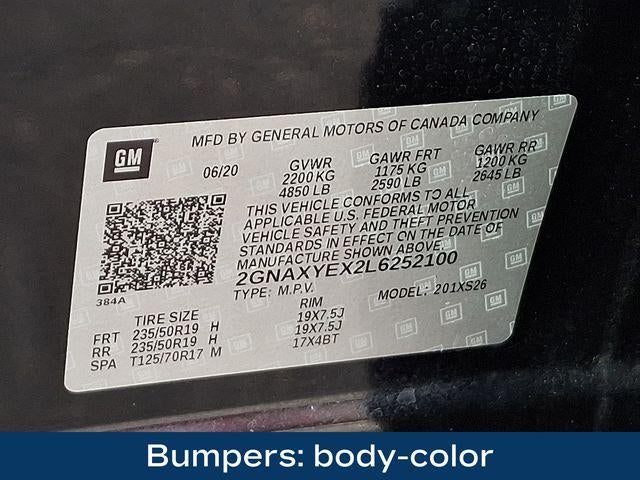 GM
MFD BY GENERAL MOTORS OF CANADA COMPANY
06/20 GVWR GAWR FRT GAWR RR
2200 KG 1175 KG 1200 KG
4850 LB 2590 LB 2645 LB
THIS VEHICLE CONFORMS TO ALL
APPLICABLE U.S. FEDERAL MOTOR
VEHICLE SAFETY AND THEFT PREVENTION
STANDARDS IN EFFECT ON THE DATE OF
MANUFACTURE SHOWN ABOVE.
2GNAXYEX2L6252100
384A
TYPE: M.P.V. MODEL: 201XS26
TIRE SIZE RIM
FRT 235/50R19 H 19X7.5J
RR 235/50R19 H 19X7.5J
SPA T125/70R17 M 17X4BT
Bumpers: body-color